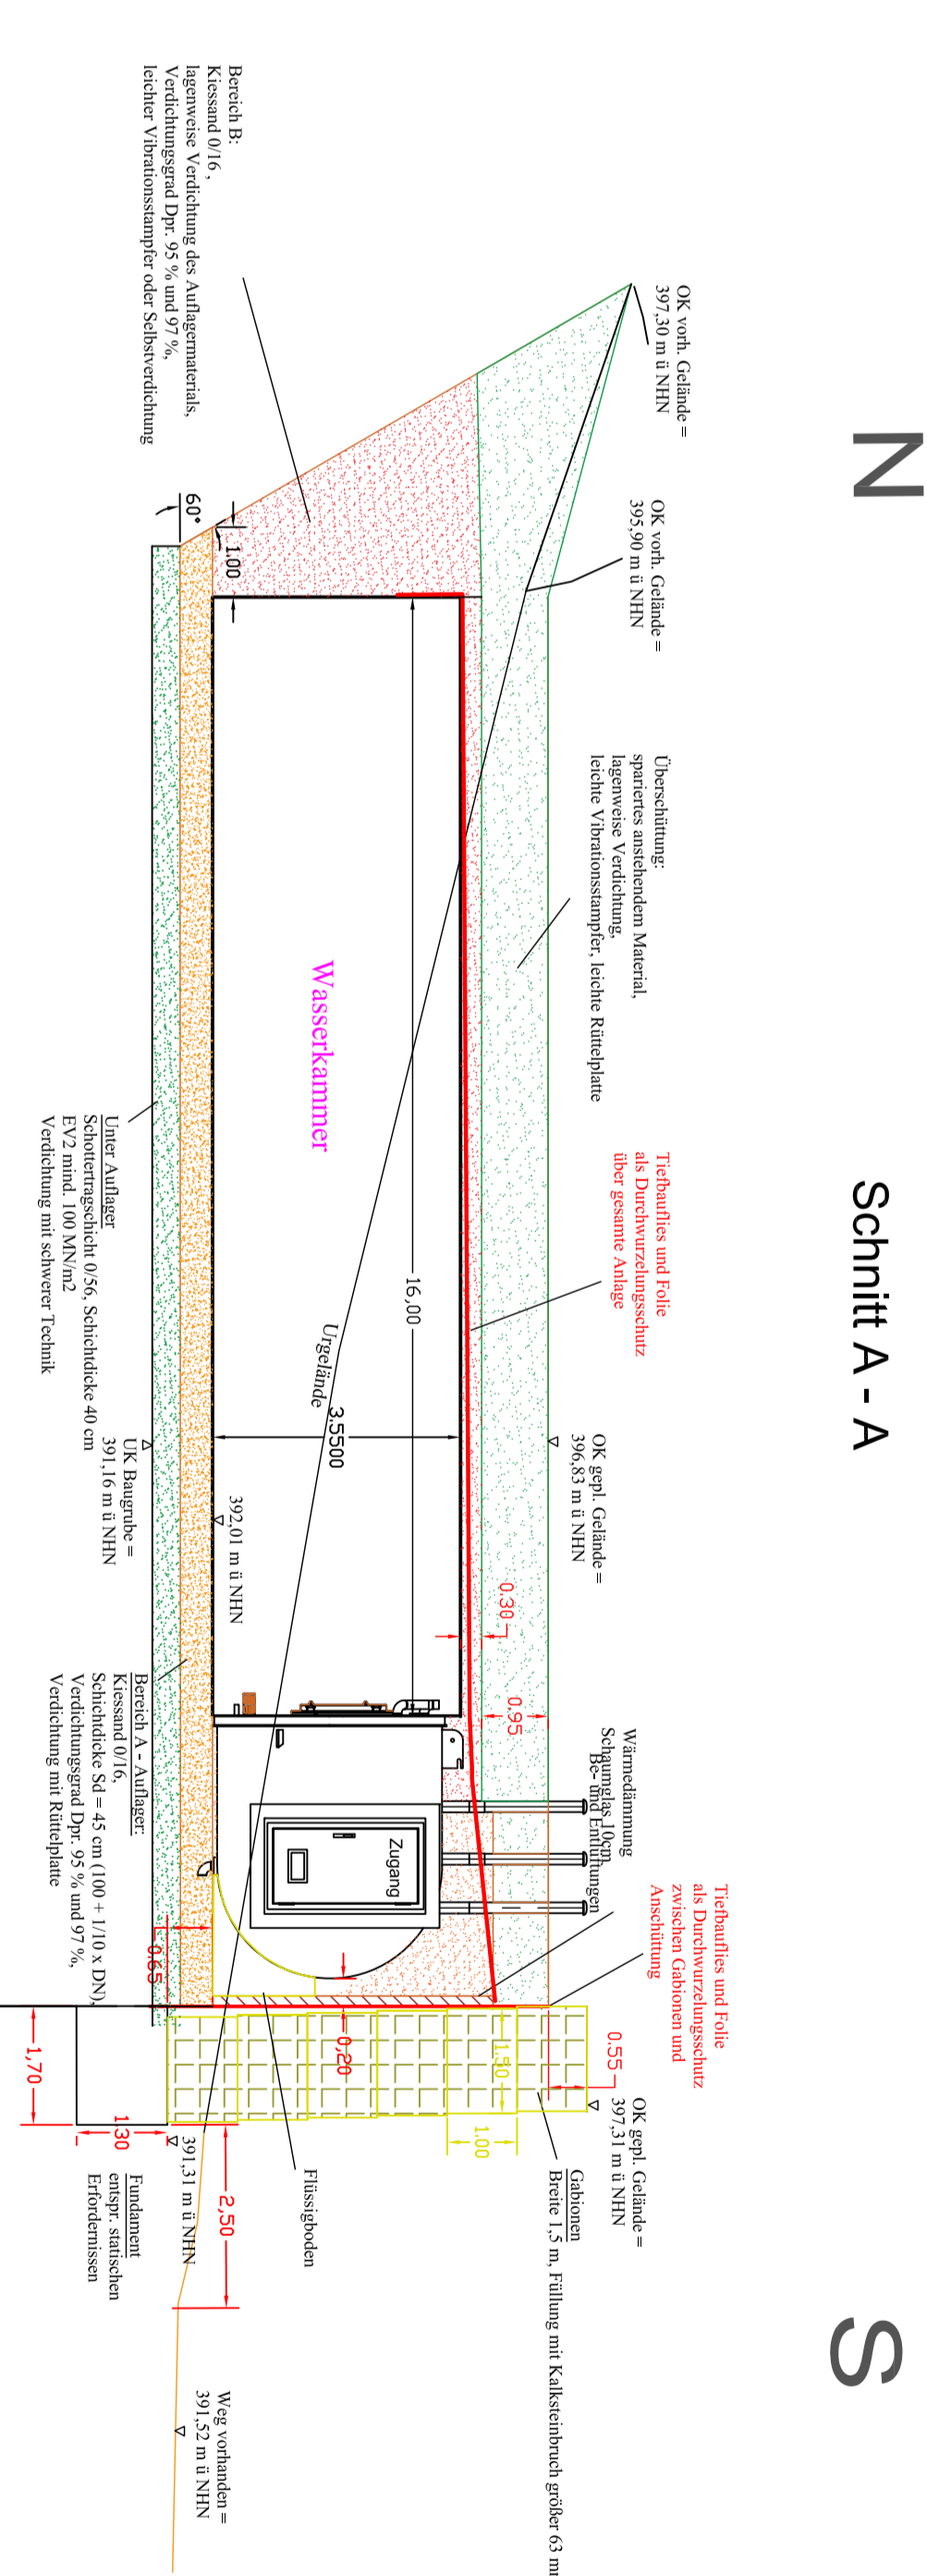 N
Schnitt A - A
S
OK vorh. Gelände =
397,30 m ü NHN
OK vorh. Gelände =
395,90 m ü NHN
Überschüttung:
spariertes anstehendem Material,
lagenweise Verdichtung,
leichte Vibrationsstampfer, leichte Rüttelplatte
Tiefbauflies und Folie
als Durchwurzelungsschutz
über gesamte Anlage
OK gepl. Gelände =
396,83 m ü NHN
Wärmedämmung
Schaumglas 10cm
Be- und Entlüftungen
Tiefbauflies und Folie
als Durchwurzelungsschutz
zwischen Gabionen und
Anschüttung
0.55
OK gepl. Gelände =
397,31 m ü NHN
Gabionen
Breite 1,5 m, Füllung mit Kalksteinbruch größer 63 m
0.30
0.95
1.50
1.00
16,00
Zugang
Wasserkammer
Urgelände
3.5500
0,20
Flüssigboden
Bereich B:
Kiessand 0/16 ,
lagenweise Verdichtung des Auflagermaterials,
Verdichtungsgrad Dpr. 95 % und 97 %,
leichter Vibrationsstampfer oder Selbstverdichtung
1.00
60°
392,01 m ü NHN
2,50
Weg vorhanden =
391,52 m ü NHN
391,31 m ü NHN
0.65
Unter Auflager
Schottertragschicht 0/56, Schichtdicke 40 cm
EV2 mind. 100 MN/m2
Verdichtung mit schwerer Technik
UK Baugrube =
391,16 m ü NHN
Bereich A - Auflager:
Kiessand 0/16,
Schichtdicke Sd = 45 cm (100 + 1/10 x DN),
Verdichtungsgrad Dpr. 95 % und 97 %,
Verdichtung mit Rüttelplatte
1.30
Fundament
entspr. statischen
Erfordernissen
1,70